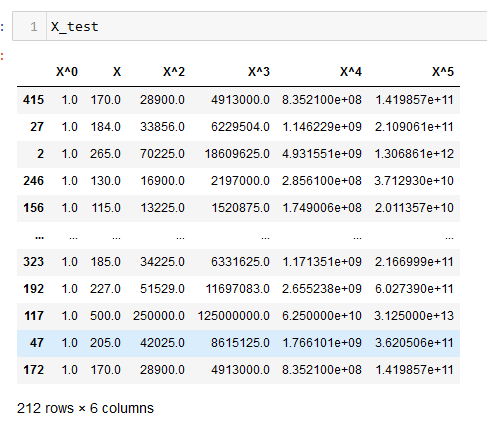 : 1 X_test
:
X^0 X X^2 X^3 X^4 X^5
415 1.0 170.0 28900.0 4913000.0 8.352100e+08 1.419857e+11
27 1.0 184.0 33856.0 6229504.0 1.146229e+09 2.109061e+11
2 1.0 265.0 70225.0 18609625.0 4.931551e+09 1.306861e+12
246 1.0 130.0 16900.0 2197000.0 2.856100e+08 3.712930e+10
156 1.0 115.0 13225.0 1520875.0 1.749006e+08 2.011357e+10
... ... ... ... ... ... ...
323 1.0 185.0 34225.0 6331625.0 1.171351e+09 2.166999e+11
192 1.0 227.0 51529.0 11697083.0 2.655238e+09 6.027390e+11
117 1.0 500.0 250000.0 125000000.0 6.250000e+10 3.125000e+13
47 1.0 205.0 42025.0 8615125.0 1.766101e+09 3.620506e+11
172 1.0 170.0 28900.0 4913000.0 8.352100e+08 1.419857e+11
212 rows × 6 columns